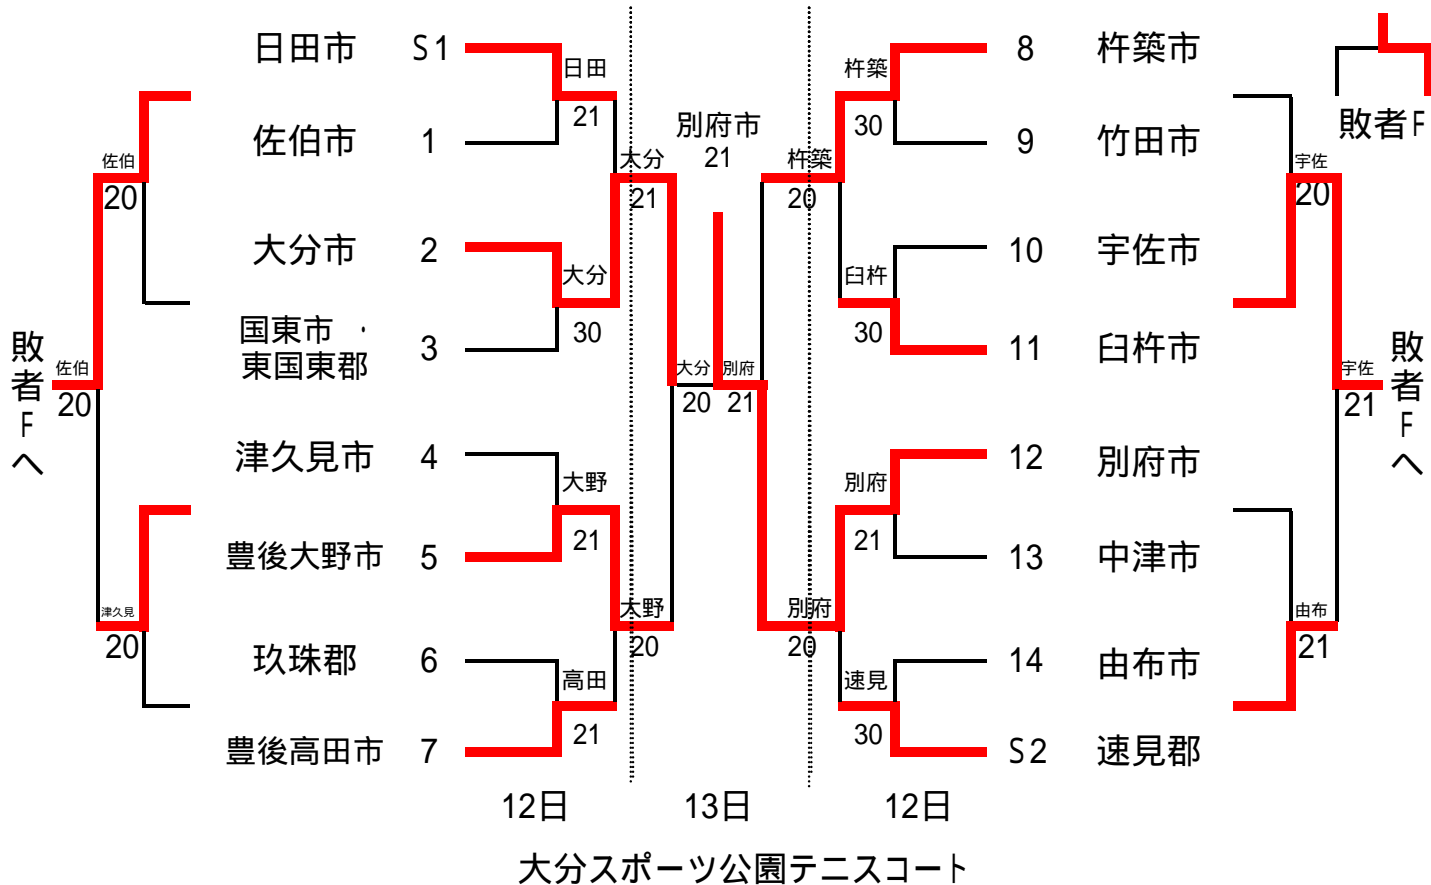 日田市 S1
佐伯市 1
大分市 2
国東市・
東国東郡 3
津久見市 4
豊後大野市 5
玖珠郡 6
豊後高田市 7
8 杵築市
9 竹田市
10 宇佐市
11 臼杵市
12 別府市
13 中津市
14 由布市
S2 速見郡
日田
21
大分
30
大野
21
高田
21
大分
21
大野
20
大分
20
別府市
21
別府
21
杵築
20
別府
20
杵築
30
臼杵
30
別府
21
速見
30
佐伯
20
佐伯
20
津久見
20
敗者Fへ
宇佐
20
宇佐
21
由布
21
敗者Fへ
敗者F
12日
13日
12日
大分スポーツ公園テニスコート